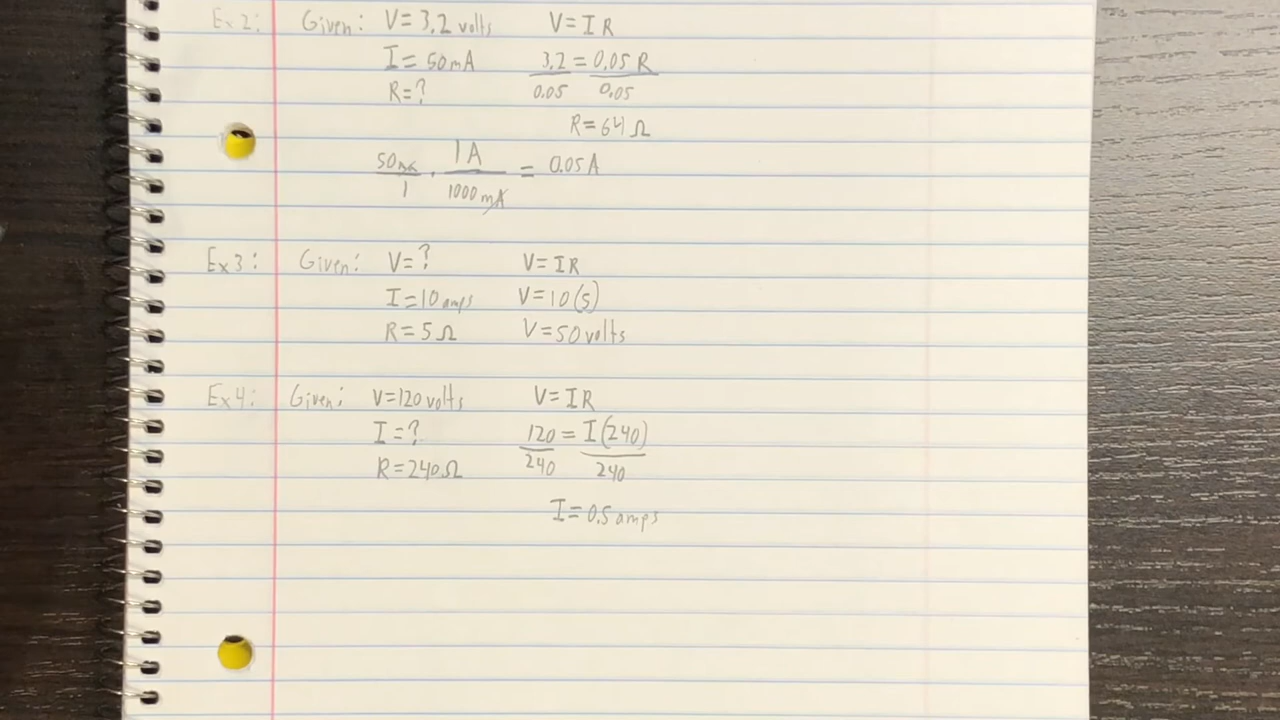 Ex 2: Given: V = 3.2 volts V = I R
I = 50 mA 3.2 = 0.05 R
R = ? 0.05 0.05
R = 64 Ω
50 mA / 1 · 1 A / 1000 mA = 0.05 A
Ex 3: Given: V = ? V = I R
I = 10 amps V = 10(5)
R = 5 Ω V = 50 volts
Ex 4: Given: V = 120 volts V = I R
I = ? 120 = I(240)
R = 240 Ω 240 240
I = 0.5 amps